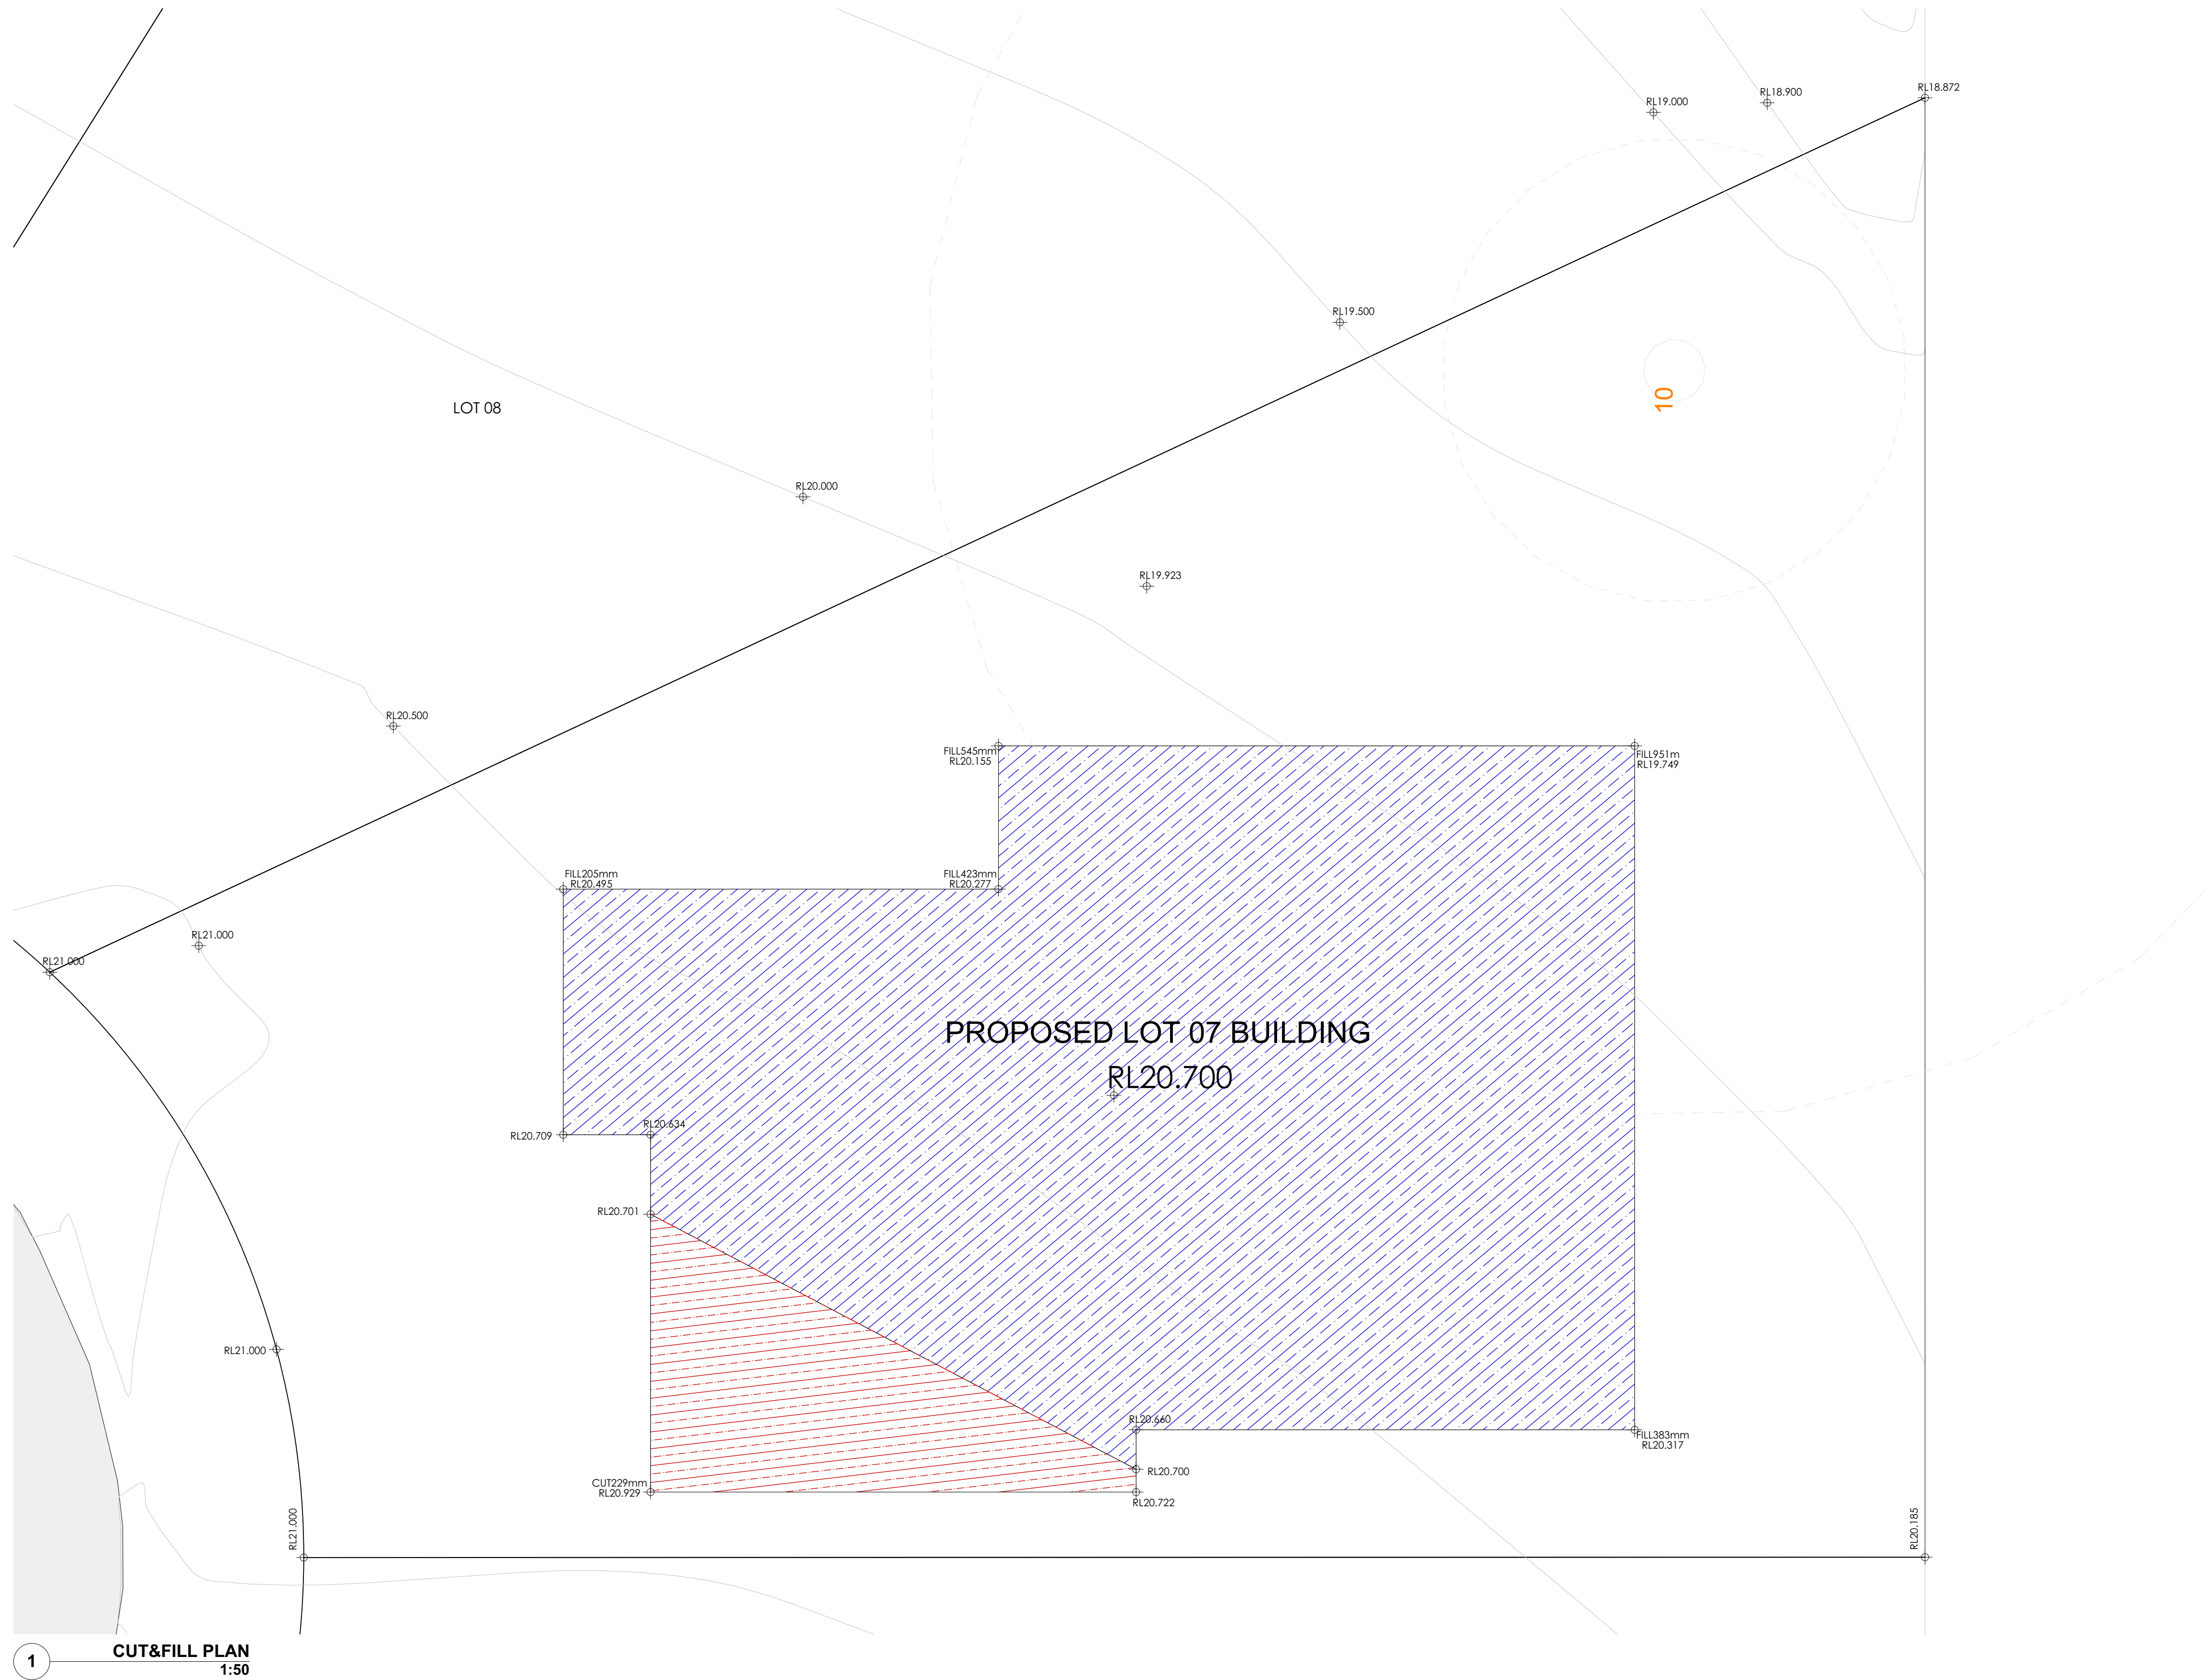 RL18.872
RL18.900
RL19.000
RL19.500
10
LOT 08
RL20.000
RL19.923
RL20.500
FILL545mm
RL20.155
FILL951m
RL19.749
FILL205mm
RL20.495
FILL423mm
RL20.277
RL21.000
RL21.000
PROPOSED LOT 07 BUILDING
RL20.700
RL20.634
RL20.709
RL20.701
RL21.000
RL20.660
FILL383mm
RL20.317
RL20.700
CUT229mm
RL20.929
RL20.722
RL21.000
RL20.185
1
CUT&FILL PLAN
1:50